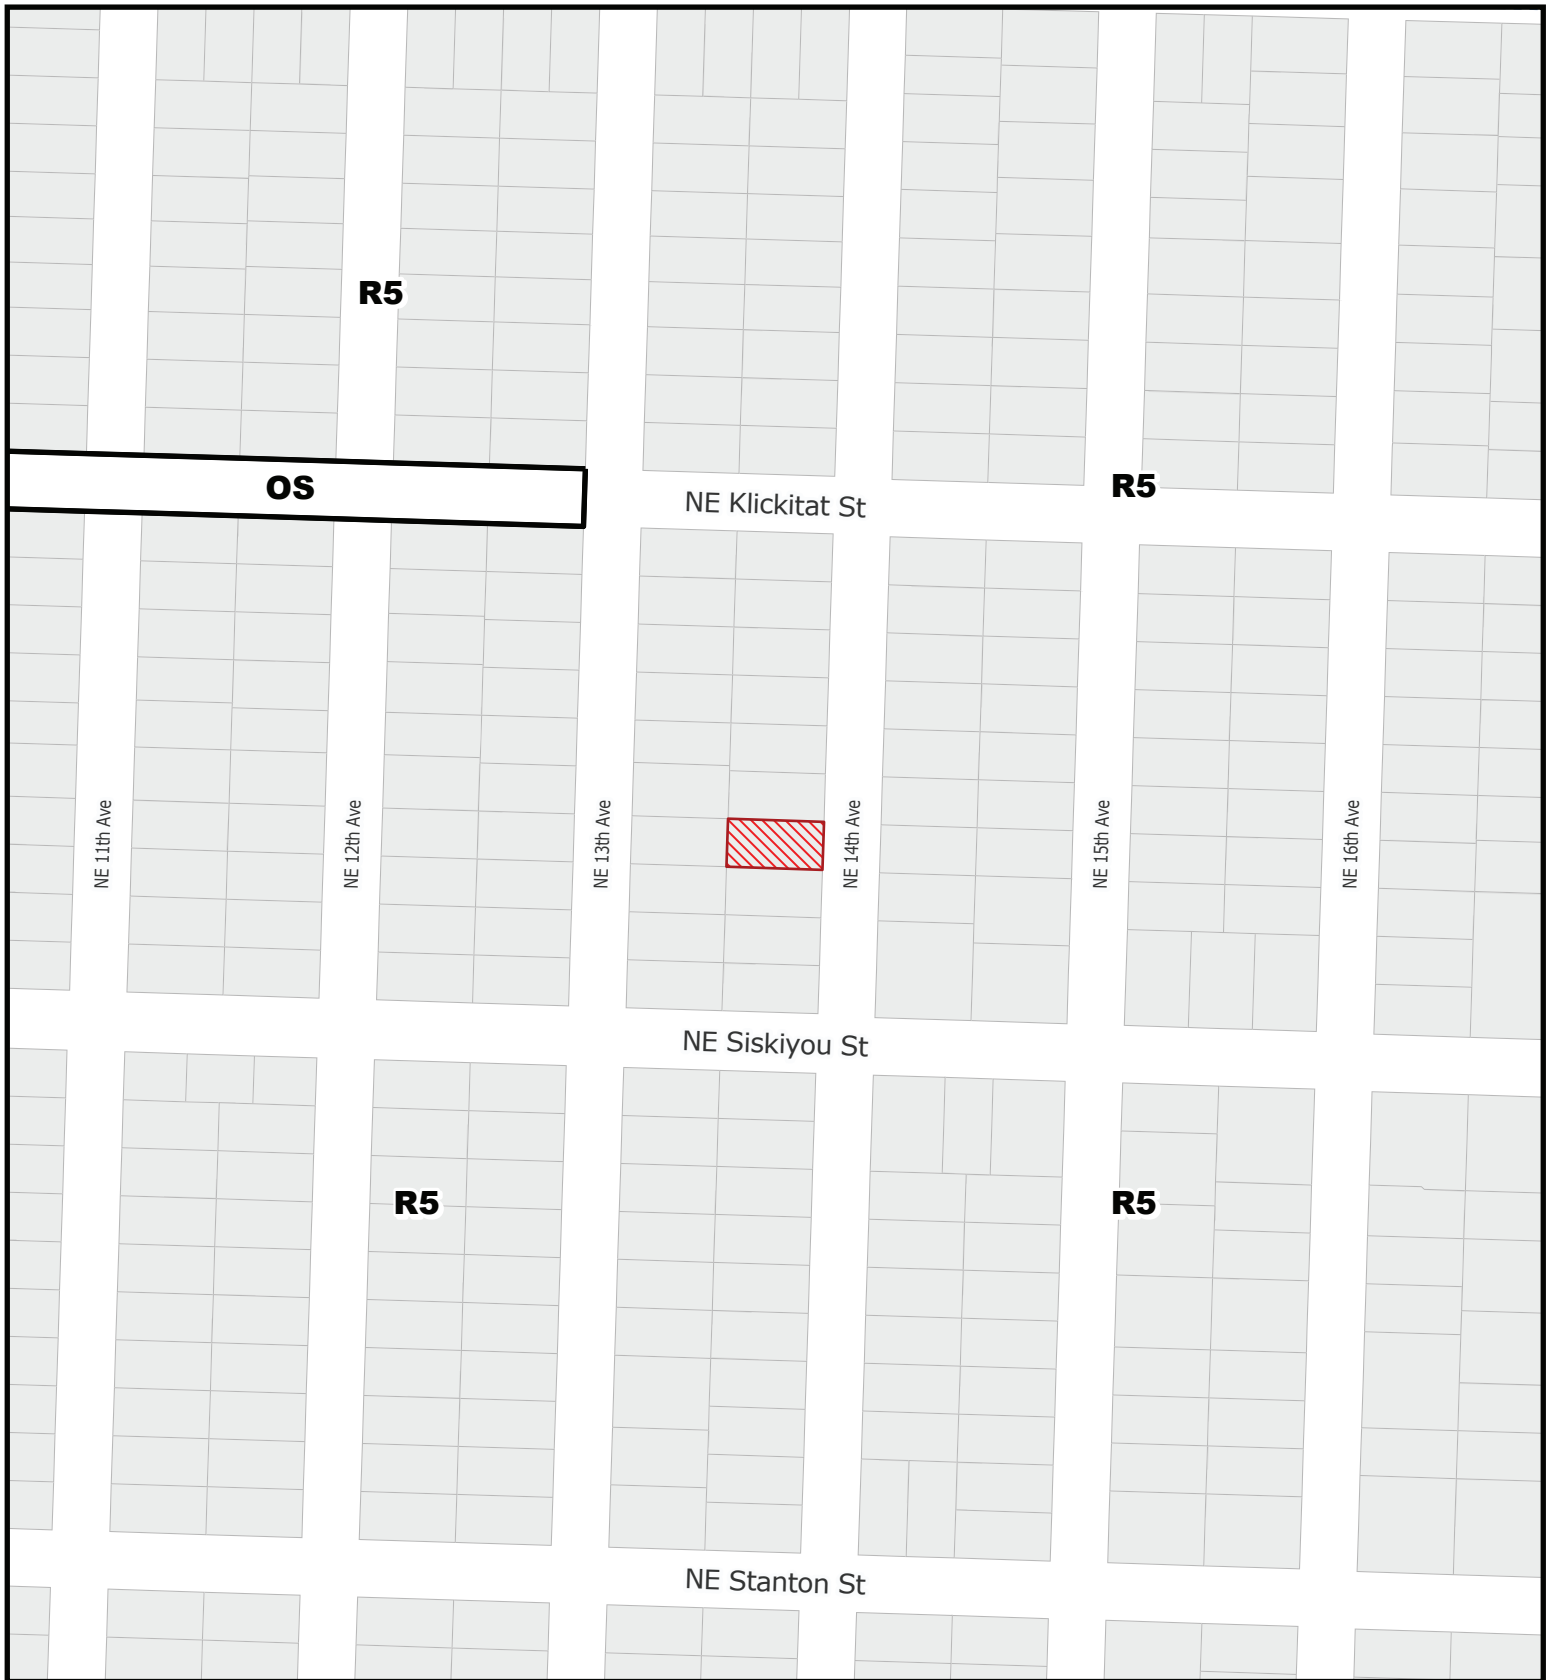 R5
OS
NE Klickitat St
R5
NE 11th Ave
NE 12th Ave
NE 13th Ave
NE 14th Ave
NE 15th Ave
NE 16th Ave
NE Siskiyou St
R5
R5
NE Stanton St